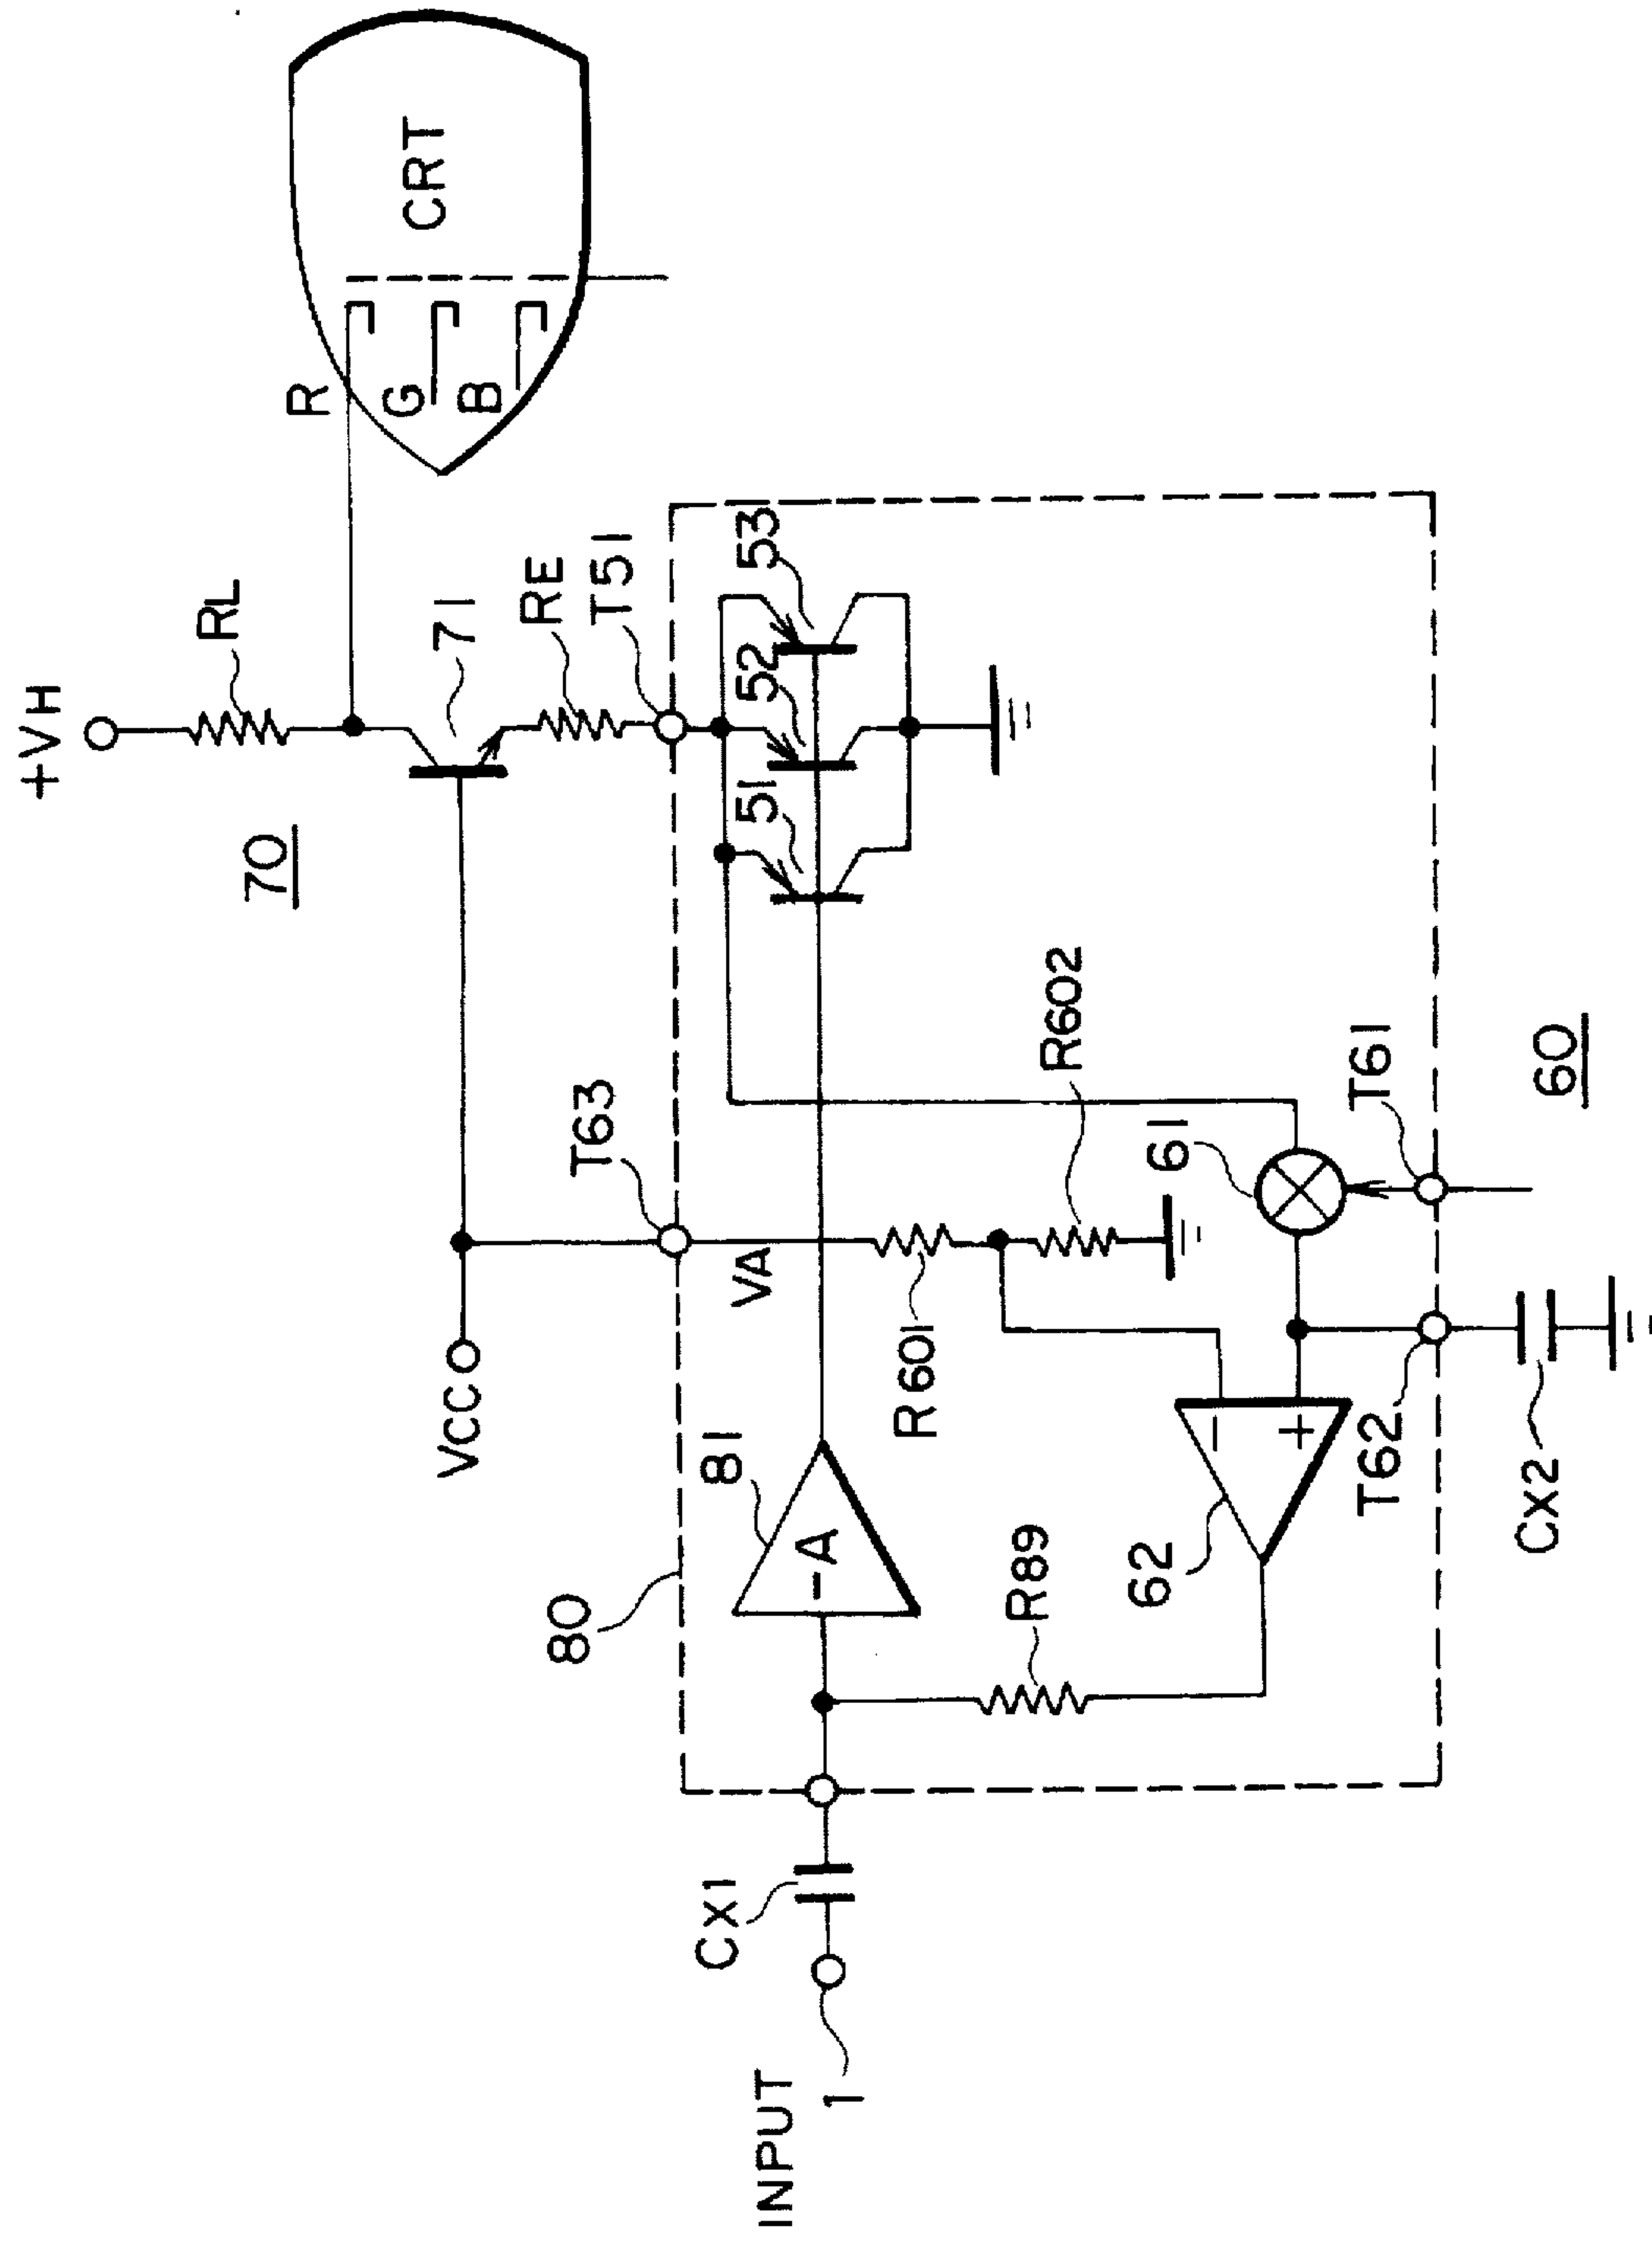 +VH
70
RL
R
G
B
CRT
71
RE
T51
VCC
T63
80
VA
81
-A
51
52
53
CX1
INPUT
1
R601
R602
R89
62
−
+
61
T61
T62
CX2
60